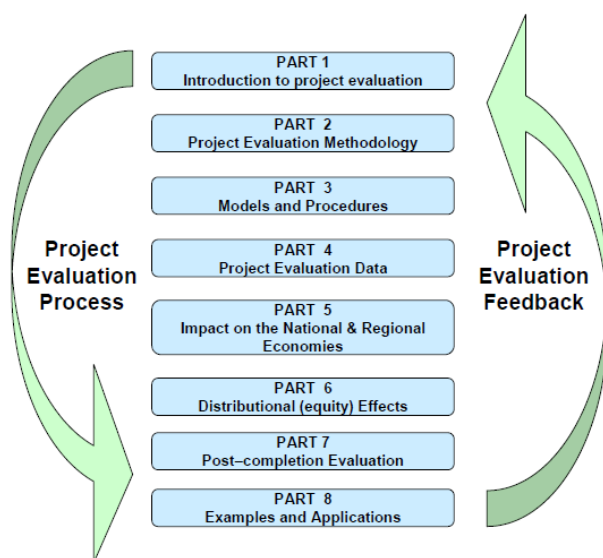 PART 1
Introduction to project evaluation
PART 2
Project Evaluation Methodology
PART 3
Models and Procedures
Project
Evaluation
Process
PART 4
Project Evaluation Data
Project
Evaluation
Feedback
PART 5
Impact on the National & Regional
Economies
PART 6
Distributional (equity) Effects
PART 7
Post–completion Evaluation
PART 8
Examples and Applications